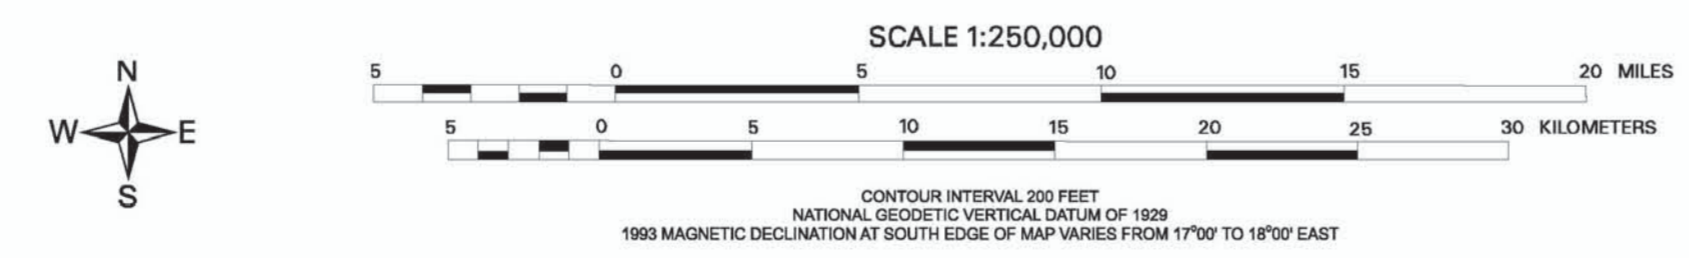 SCALE 1:250,000
N
W E
S
5 0 5 10 15 20 MILES
5 0 5 10 15 20 25 30 KILOMETERS
CONTOUR INTERVAL 200 FEET
NATIONAL GEODETIC VERTICAL DATUM OF 1929
1993 MAGNETIC DECLINATION AT SOUTH EDGE OF MAP VARIES FROM 17°00' TO 18°00' EAST